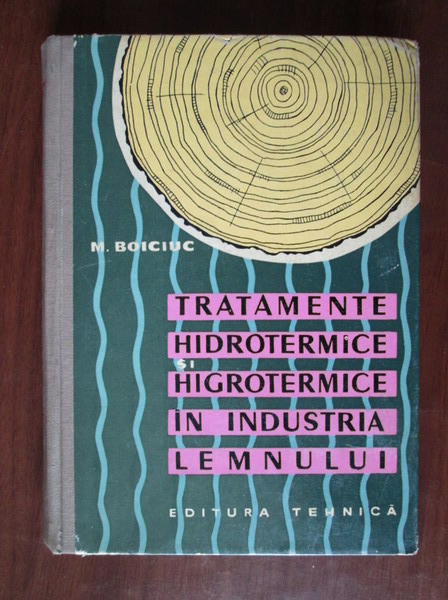 M. BOICIUC
TRATAMENTE
HIDROTERMICE
ȘI
HIGROTERMICE
ÎN INDUSTRIA
LEMNULUI
EDITURA TEHNICĂ